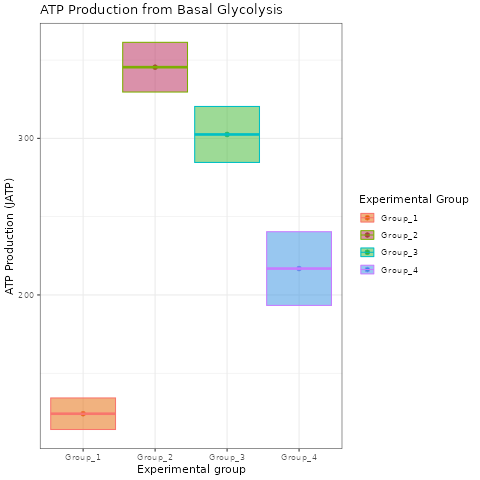 ATP Production from Basal Glycolysis
300
200
ATP Production (JATP)
Group_1
Group_2
Group_3
Group_4
Experimental group
Experimental Group
Group_1
Group_2
Group_3
Group_4